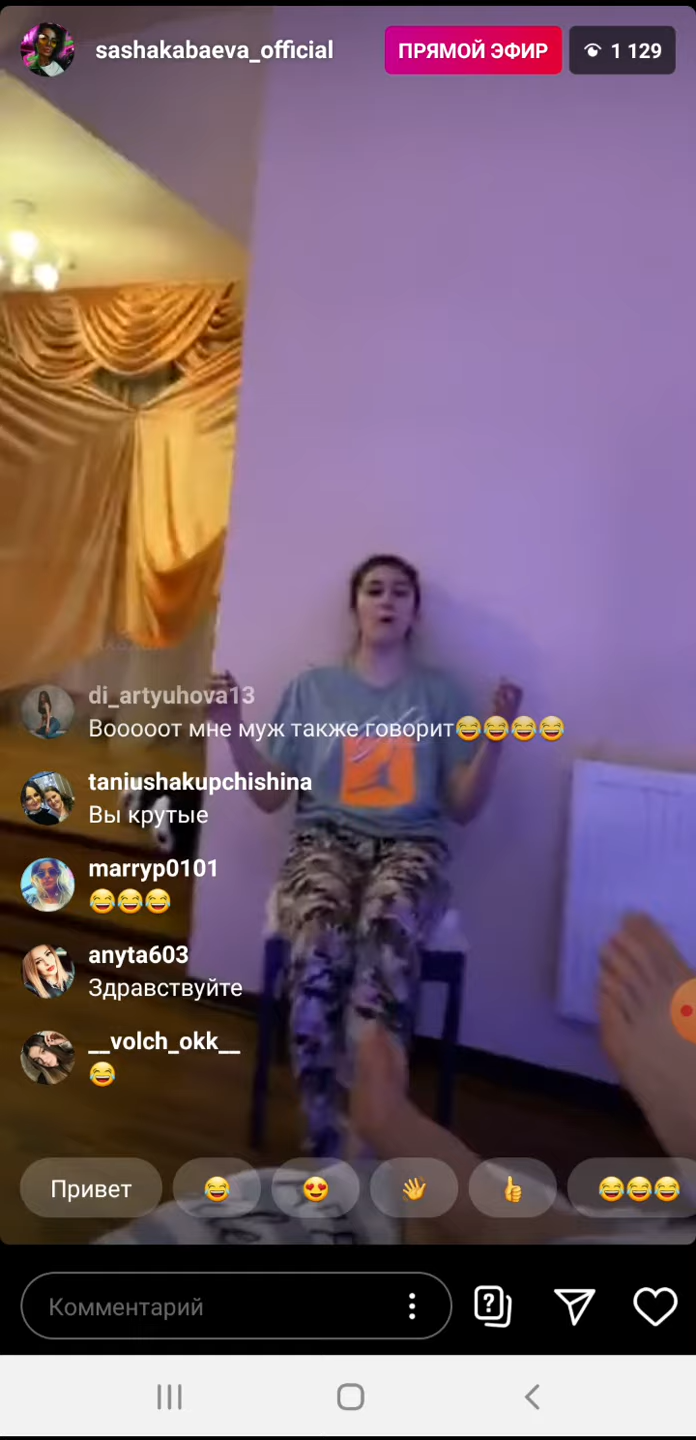 sashakabaeva_official
ПРЯМОЙ ЭФИР
1 129
di_artyuhova13
Вооооот мне муж также говорит😂😂😂😂
taniushakupchishina
Вы крутые
marryp0101
😂😂😂
anyta603
Здравствуйте
__volch_okk__
😂
Привет 😂 😍 👋 👍 😂😂😂
Комментарий